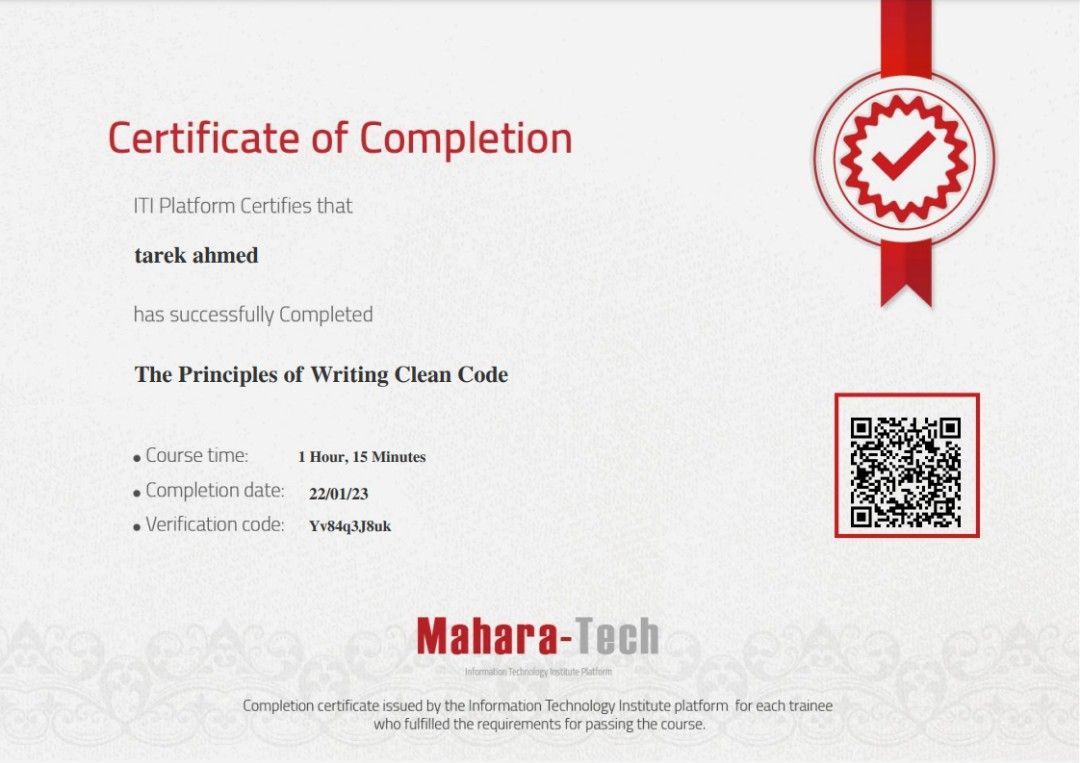 Certificate of Completion
ITI Platform Certifies that
tarek ahmed
has successfully Completed
The Principles of Writing Clean Code
• Course time: 1 Hour, 15 Minutes
• Completion date: 22/01/23
• Verification code: Yv84q3J8uk
Mahara-Tech
Information Technology Institute Platform
Completion certificate issued by the Information Technology Institute platform for each trainee
who fulfilled the requirements for passing the course.